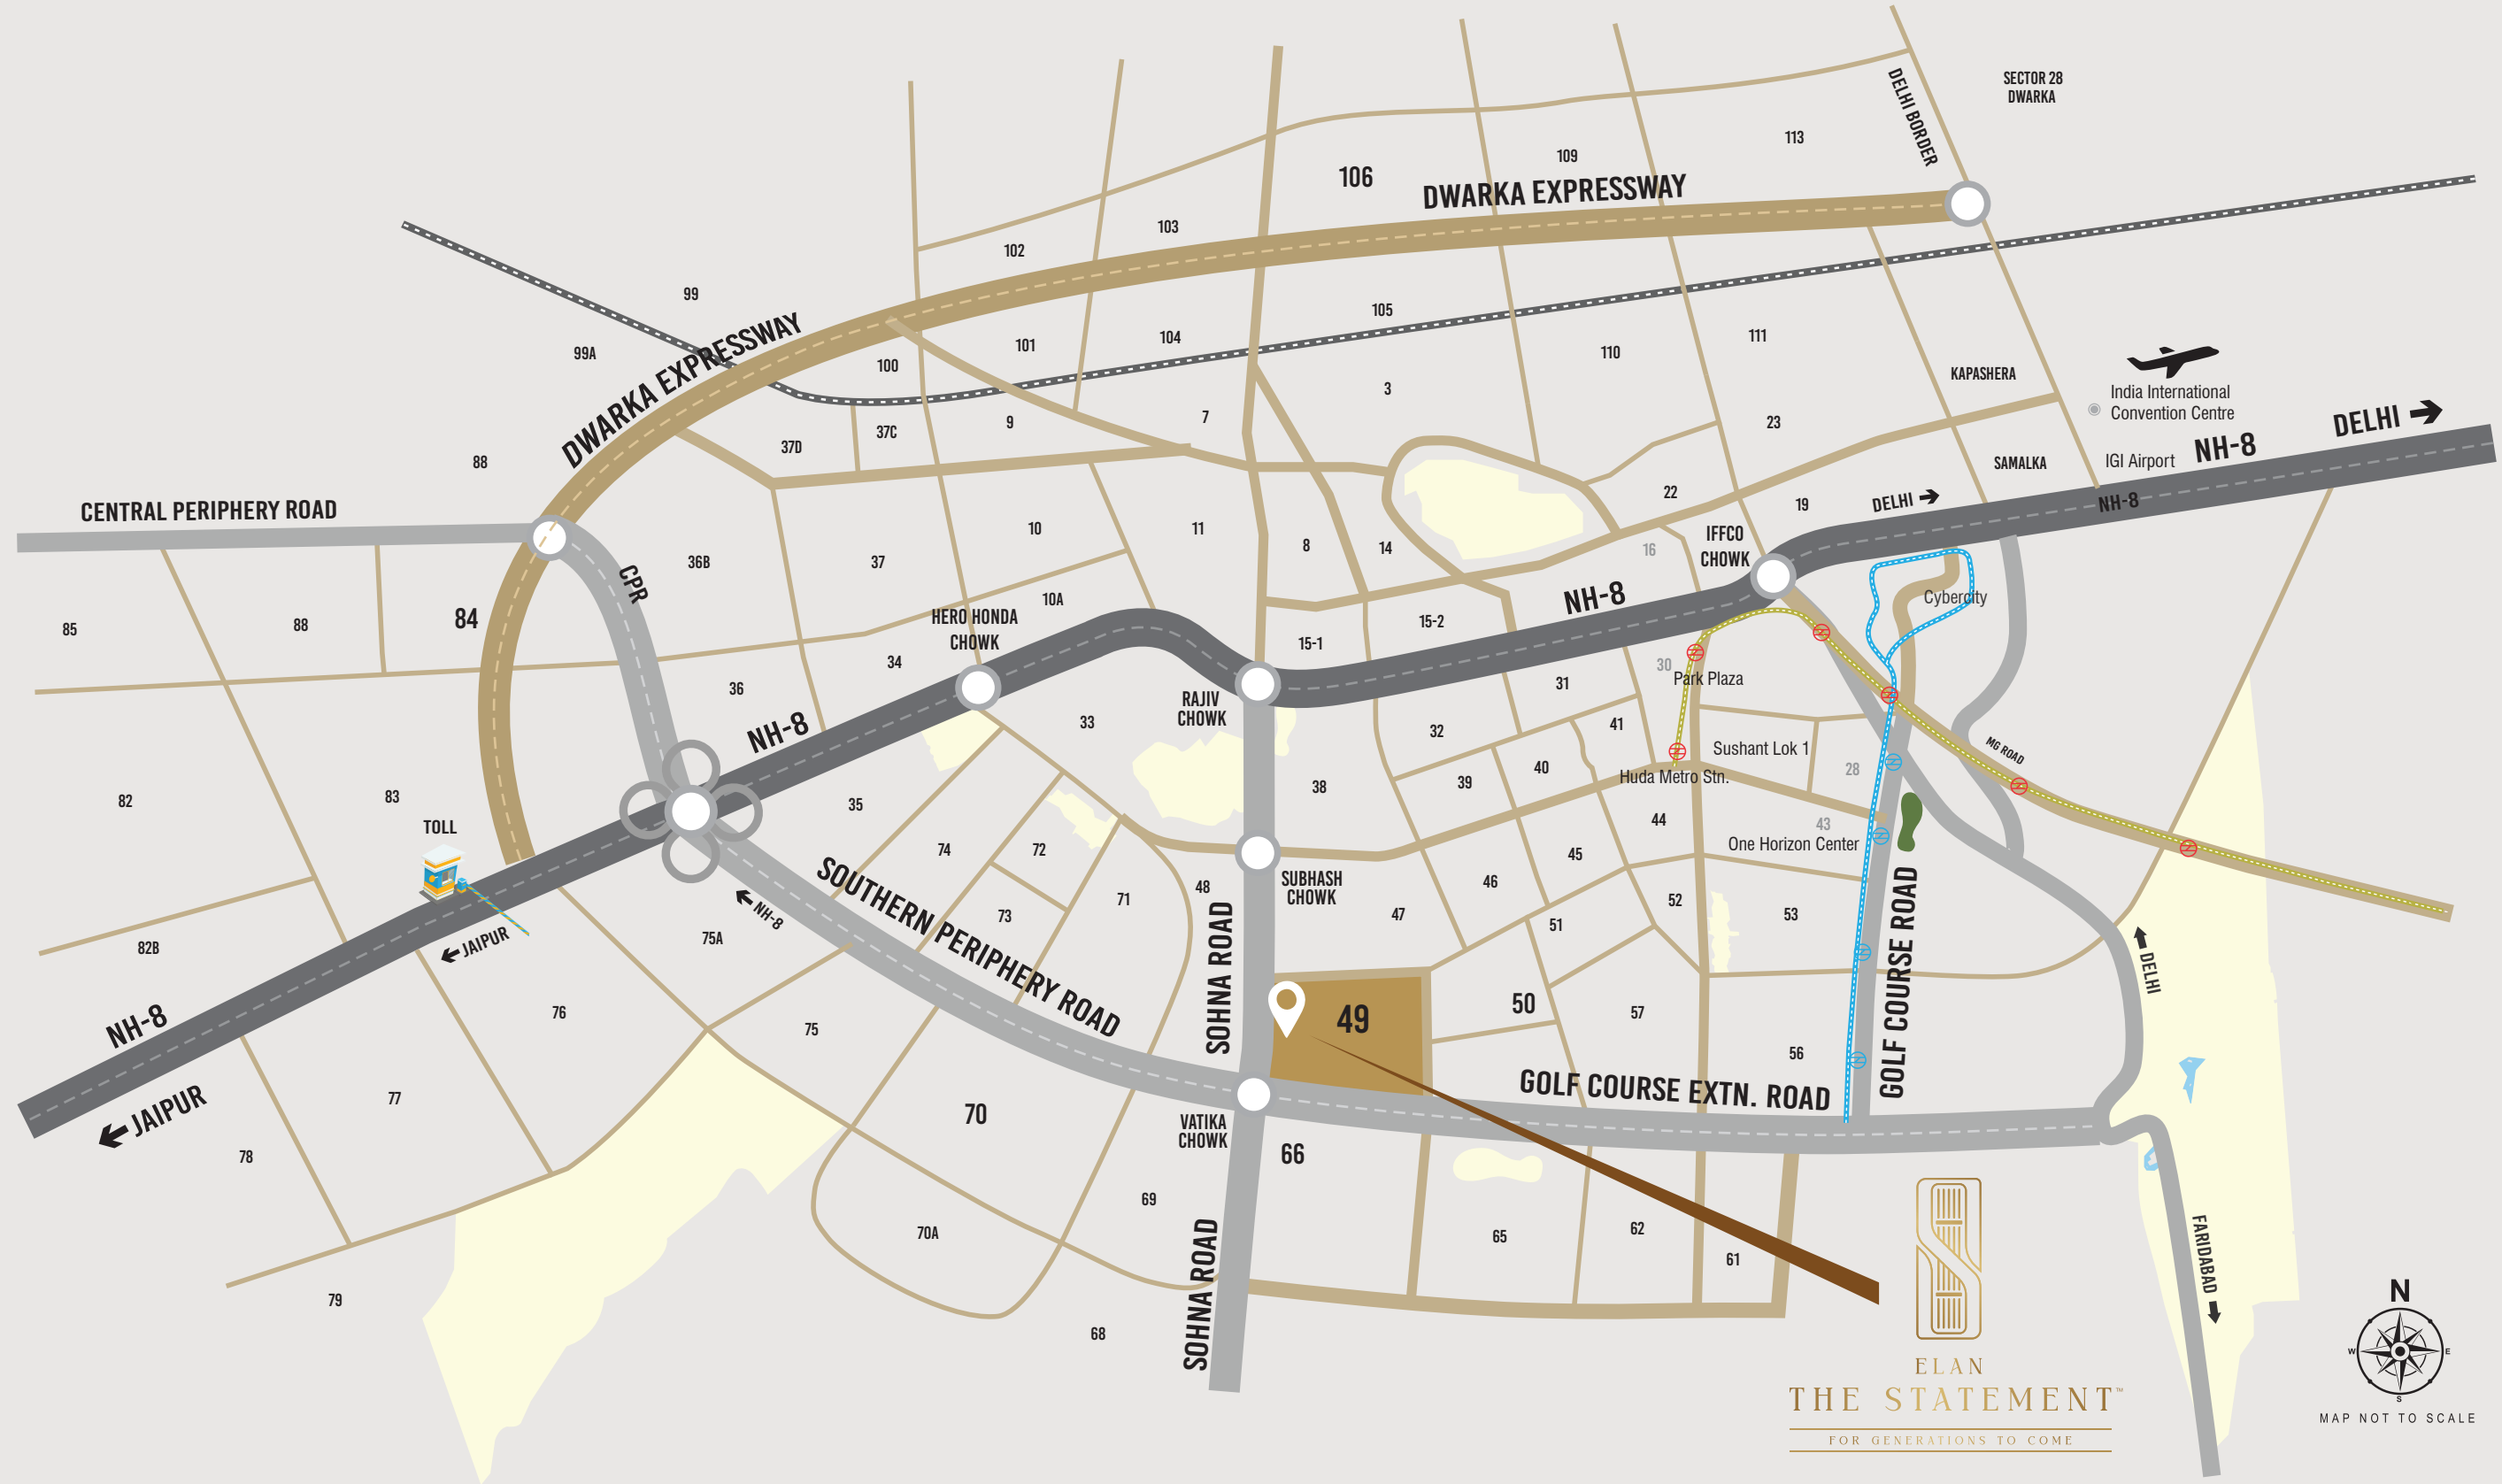 SECTOR 28
DWARKA
DELHI BORDER
113
109
106
DWARKA EXPRESSWAY
103
102
99
105
104
101
111
110
99A
100
DWARKA EXPRESSWAY
KAPASHERA
India International
Convention Centre
DELHI
3
7
9
23
37C
37D
NH-8
88
IGI Airport
SAMALKA
22
19
DELHI
NH-8
CENTRAL PERIPHERY ROAD
10
11
8
14
16
IFFCO
CHOWK
36B
37
CPR
NH-8
Cybercity
10A
85
88
84
HERO HONDA
CHOWK
15-2
15-1
34
30
Park Plaza
36
31
RAJIV
CHOWK
33
32
41
NH-8
Sushant Lok 1
MG ROAD
28
40
39
Huda Metro Stn.
38
82
83
35
TOLL
44
43
One Horizon Center
74
72
45
SUBHASH
CHOWK
48
46
71
52
53
47
73
51
SOUTHERN PERIPHERY ROAD
NH-8
75A
JAIPUR
82B
SOHNA ROAD
GOLF COURSE ROAD
DELHI
50
49
57
76
75
NH-8
56
GOLF COURSE EXTN. ROAD
77
JAIPUR
70
VATIKA
CHOWK
66
78
69
70A
65
62
61
SOHNA ROAD
FARIDABAD
79
68
N
W
E
S
MAP NOT TO SCALE
ELAN
THE STATEMENT™
FOR GENERATIONS TO COME